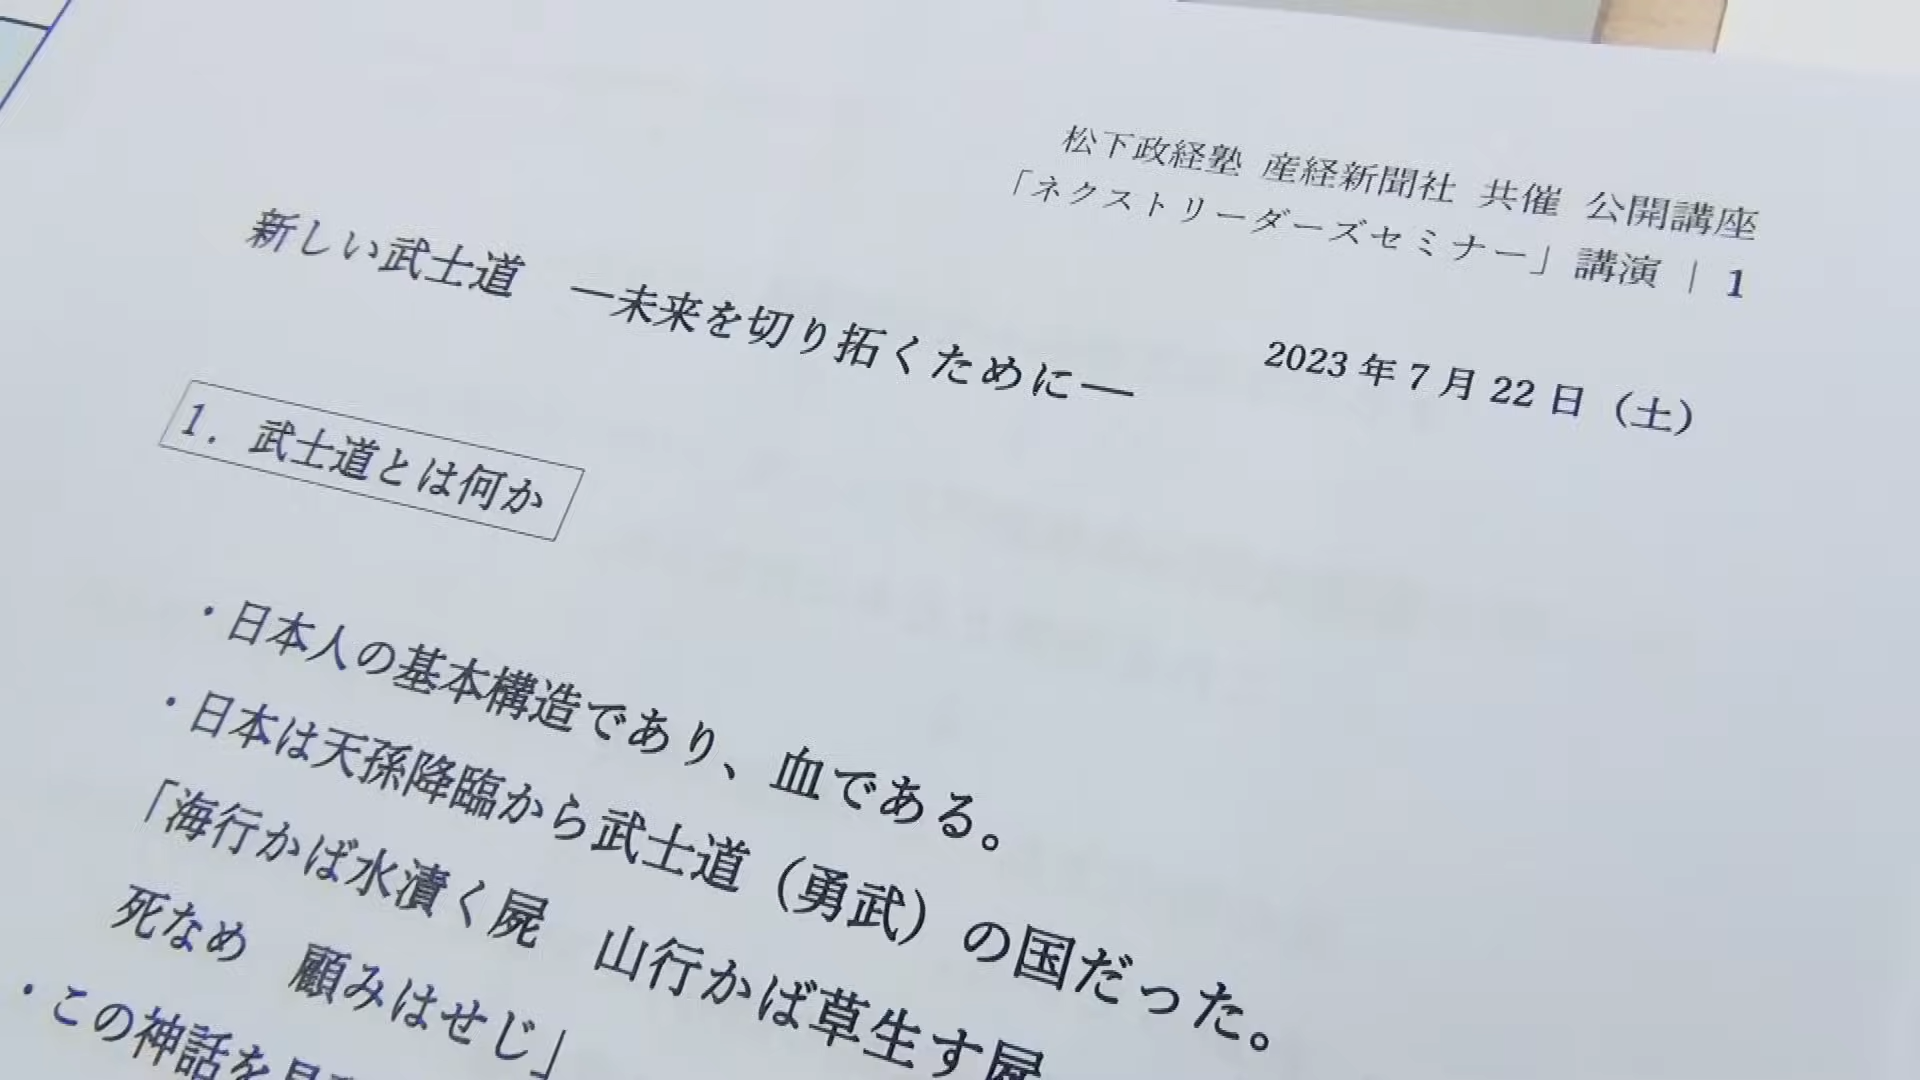 松下政経塾 産経新聞社 共催 公開講座
「ネクストリーダーズセミナー」講演 | 1
2023年7月22日（土）
新しい武士道 ―未来を切り拓くために―
1．武士道とは何か
・日本人の基本構造であり、血である。
・日本は天孫降臨から武士道（勇武）の国だった。
「海行かば水漬く屍 山行かば草生す屍
死なめ 顧みはせじ」
・この神話を